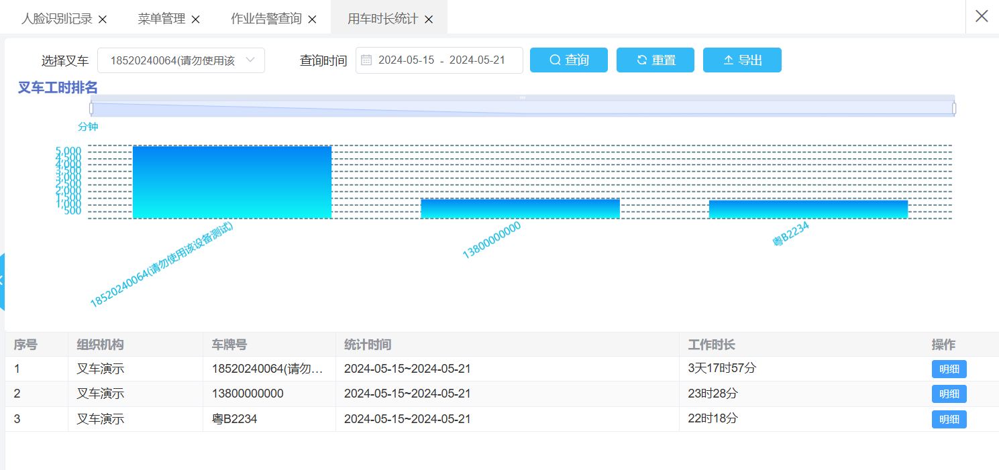 人脸识别记录 菜单管理 作业告警查询 用车时长统计
选择叉车 18520240064(请勿使用该 查询时间 2024-05-15 - 2024-05-21 查询 重置 导出
叉车工时排名
分钟
5,000
4,500
4,000
3,500
3,000
2,500
2,000
1,500
1,000
500
18520240064(请勿使用该设备测试) 13800000000 粤B2234
序号 组织机构 车牌号 统计时间 工作时长 操作
1 叉车演示 18520240064(请勿... 2024-05-15~2024-05-21 3天17时57分 明细
2 叉车演示 13800000000 2024-05-15~2024-05-21 23时28分 明细
3 叉车演示 粤B2234 2024-05-15~2024-05-21 22时18分 明细